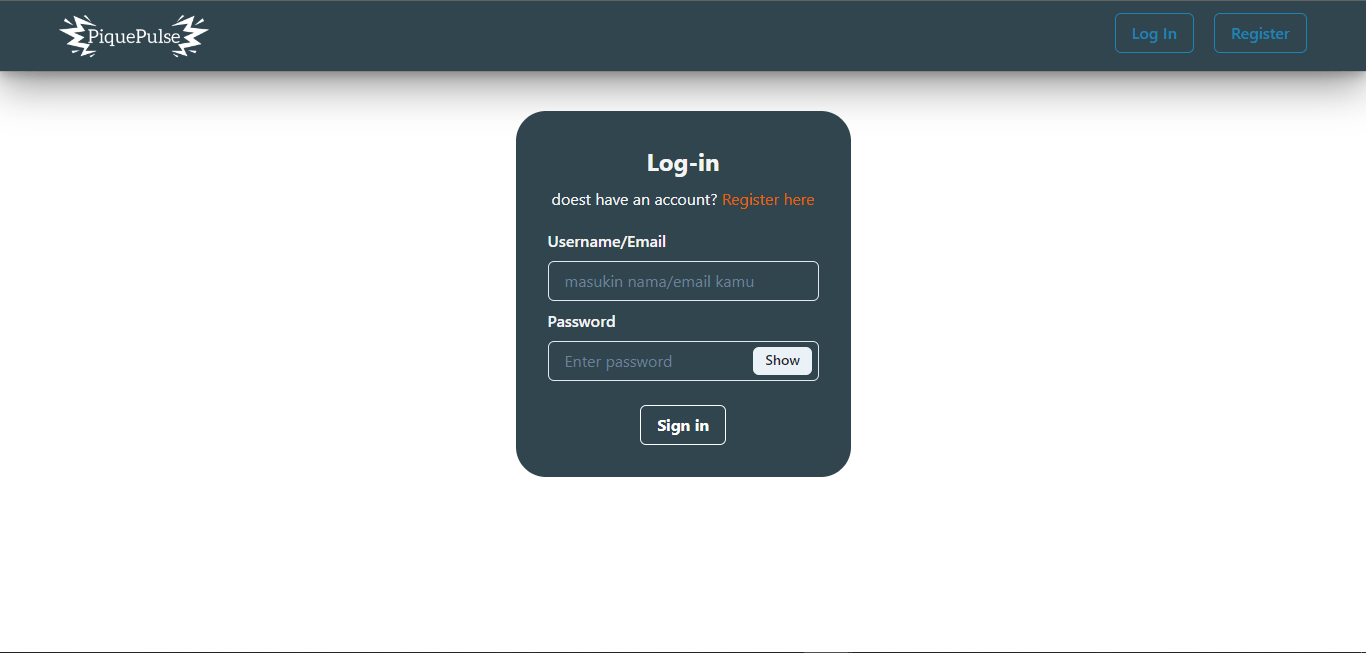 PiquePulse
Log In
Register
Log-in
doest have an account? Register here
Username/Email
masukin nama/email kamu
Password
Enter password
Show
Sign in